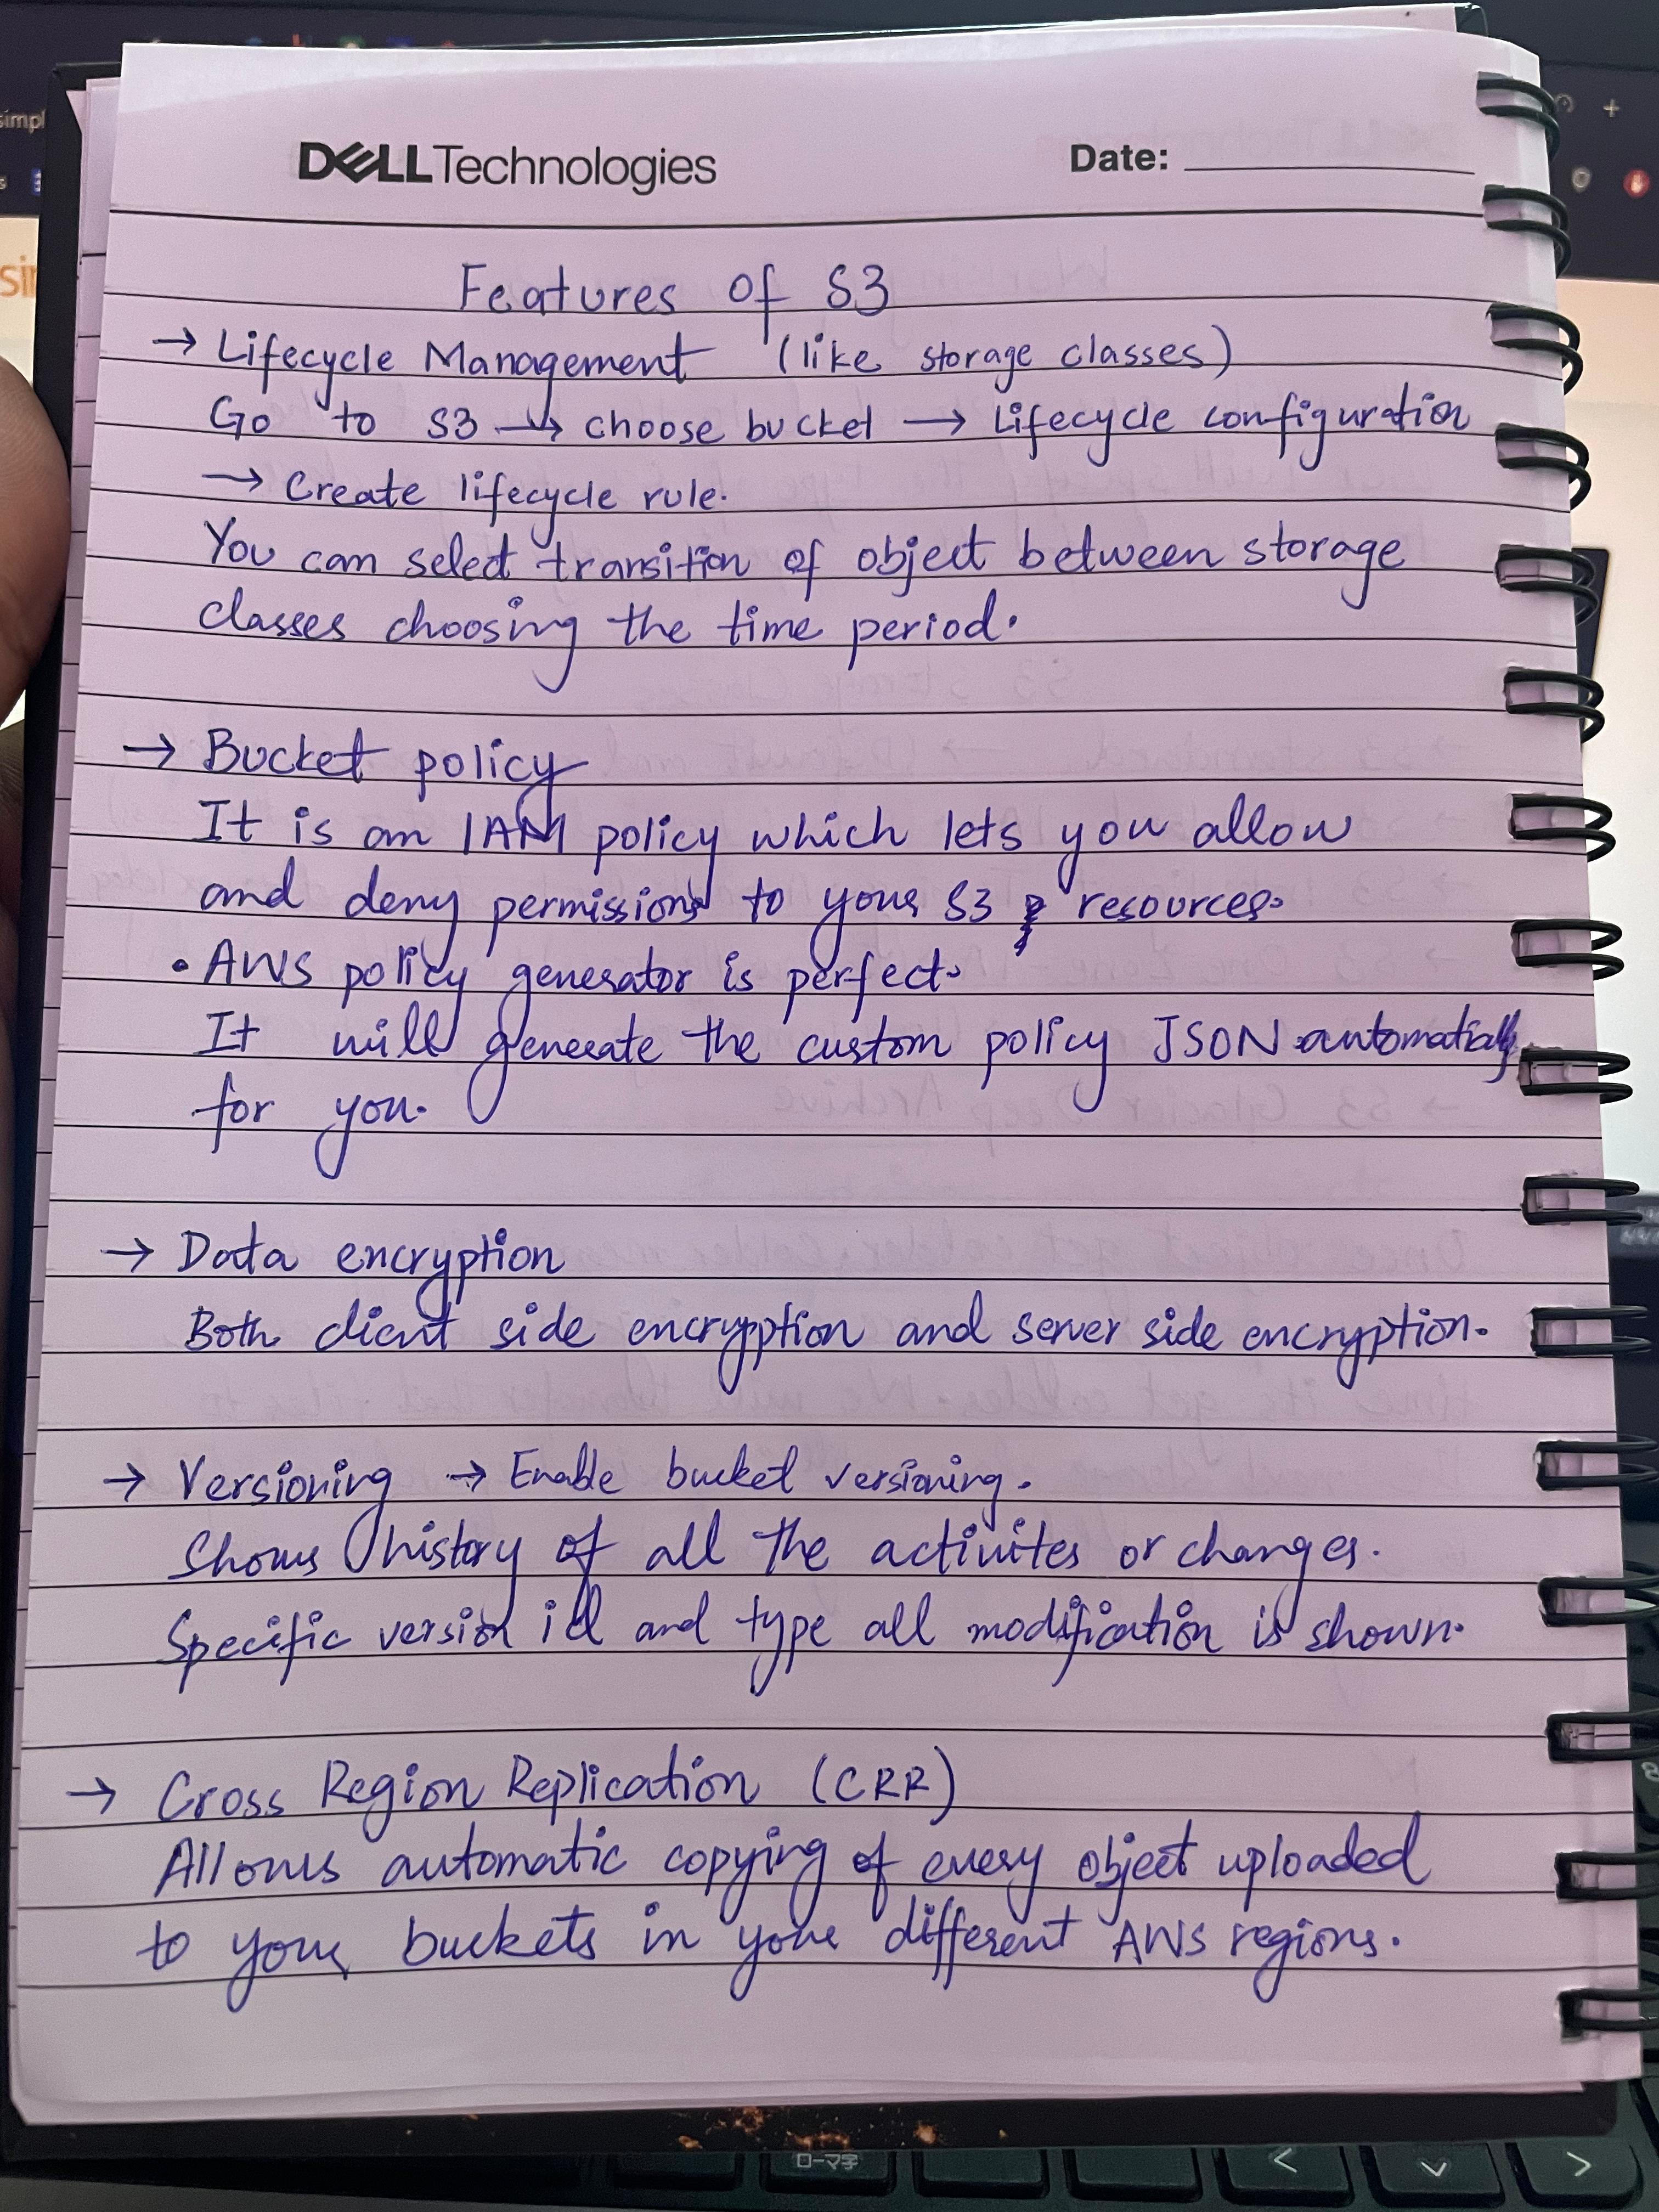 DELLTechnologies
Date:
Features of S3
→ Lifecycle Management (like storage classes)
Go to S3 → choose bucket → Lifecycle configuration
→ Create lifecycle rule.
You can select transition of object between storage
classes choosing the time period.
→ Bucket policy
It is an IAM policy which lets you allow
and deny permissions to your S3 resources.
• AWS policy generator is perfect.
It will generate the custom policy JSON automatically
for you.
→ Data encryption
Both client side encryption and server side encryption.
→ Versioning → Enable bucket versioning.
Shows history of all the activites or changes.
Specific version id and type all modification is shown.
→ Cross Region Replication (CRR)
Allows automatic copying of every object uploaded
to your buckets in your different AWS regions.
ローマ字